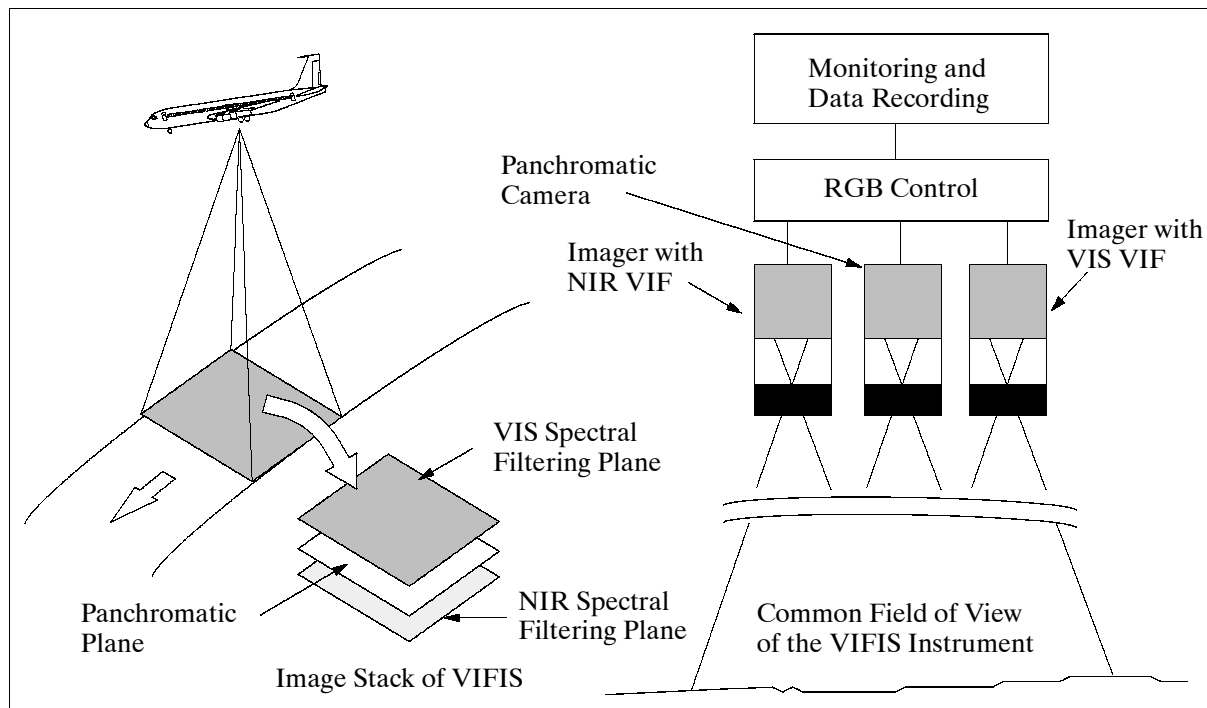 Monitoring and
Data Recording
Panchromatic
Camera
RGB Control
Imager with
NIR VIF
Imager with
VIS VIF
VIS Spectral
Filtering Plane
Panchromatic
Plane
NIR Spectral
Filtering Plane
Image Stack of VIFIS
Common Field of View
of the VIFIS Instrument